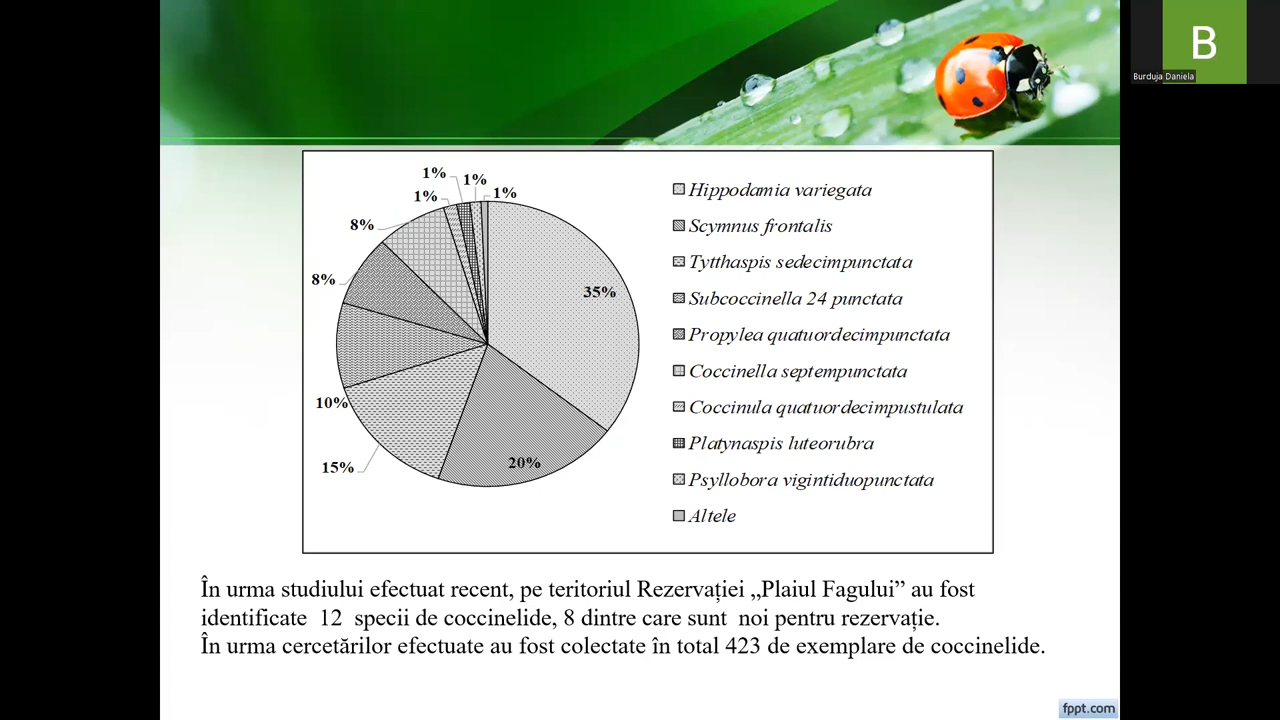 B
Burduja Daniela
1%
1%
1%
1%
8%
8%
10%
15%
20%
35%
Hippodamia variegata
Scymnus frontalis
Tytthaspis sedecimpunctata
Subcoccinella 24 punctata
Propylea quatuordecimpunctata
Coccinella septempunctata
Coccinula quatuordecimpustulata
Platynaspis luteorubra
Psyllobora vigintiduopunctata
Altele
În urma studiului efectuat recent, pe teritoriul Rezervației „Plaiul Fagului” au fost
identificate 12 specii de coccinelide, 8 dintre care sunt noi pentru rezervație.
În urma cercetărilor efectuate au fost colectate în total 423 de exemplare de coccinelide.
fppt.com